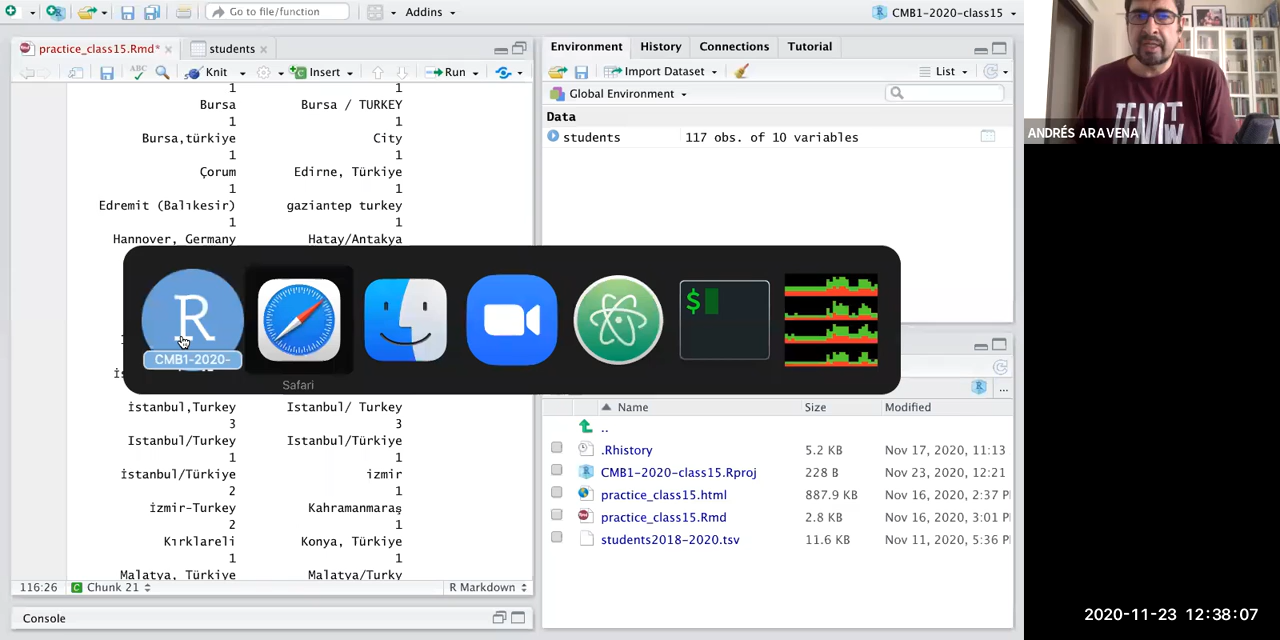 Go to file/function
Addins
CMB1-2020-class15
practice_class15.Rmd*
students
Knit
Insert
Run
1 1
Bursa Bursa / TURKEY
1 1
Bursa,türkiye City
1 1
Çorum Edirne, Türkiye
1 1
Edremit (Balıkesir) gaziantep turkey
1 1
Hannover, Germany Hatay/Antakya
İstanbul,Turkey Istanbul/ Turkey
3 3
Istanbul/Turkey Istanbul/Türkiye
1 1
İstanbul/Türkiye izmir
2 1
İzmir-Turkey Kahramanmaraş
2 1
Kırklareli Konya, Türkiye
1 1
Malatya, Türkiye Malatya/Turky
116:26
Chunk 21
R Markdown
Console
Environment
History
Connections
Tutorial
Import Dataset
List
Global Environment
Data
students 117 obs. of 10 variables
R
CMB1-2020-
Safari
$
Name Size Modified
..
.Rhistory 5.2 KB Nov 17, 2020, 11:13
CMB1-2020-class15.Rproj 228 B Nov 23, 2020, 12:21
practice_class15.html 887.9 KB Nov 16, 2020, 2:37 P
practice_class15.Rmd 2.8 KB Nov 16, 2020, 3:01 P
students2018-2020.tsv 11.6 KB Nov 11, 2020, 5:36 P
ANDRÉS ARAVENA
2020-11-23 12:38:07